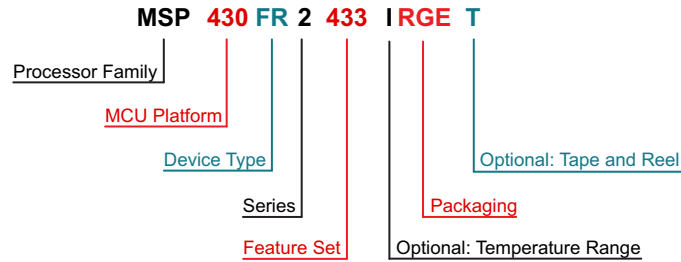 MSP 430 FR 2 433 I RGE T
Processor Family
MCU Platform
Device Type Optional: Tape and Reel
Series Packaging
Feature Set Optional: Temperature Range